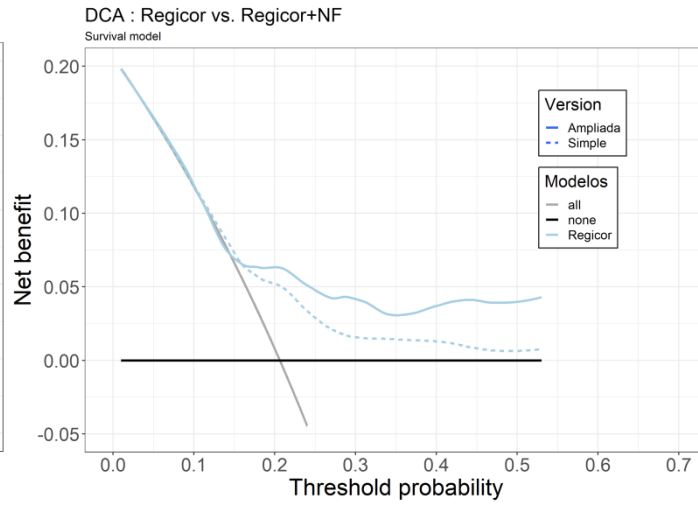 DCA : Regicor vs. Regicor+NF
Survival model
Net benefit
0.20
0.15
0.10
0.05
0.00
-0.05
Version
Ampliada
Simple
Modelos
all
none
Regicor
0.0 0.1 0.2 0.3 0.4 0.5 0.6 0.7
Threshold probability